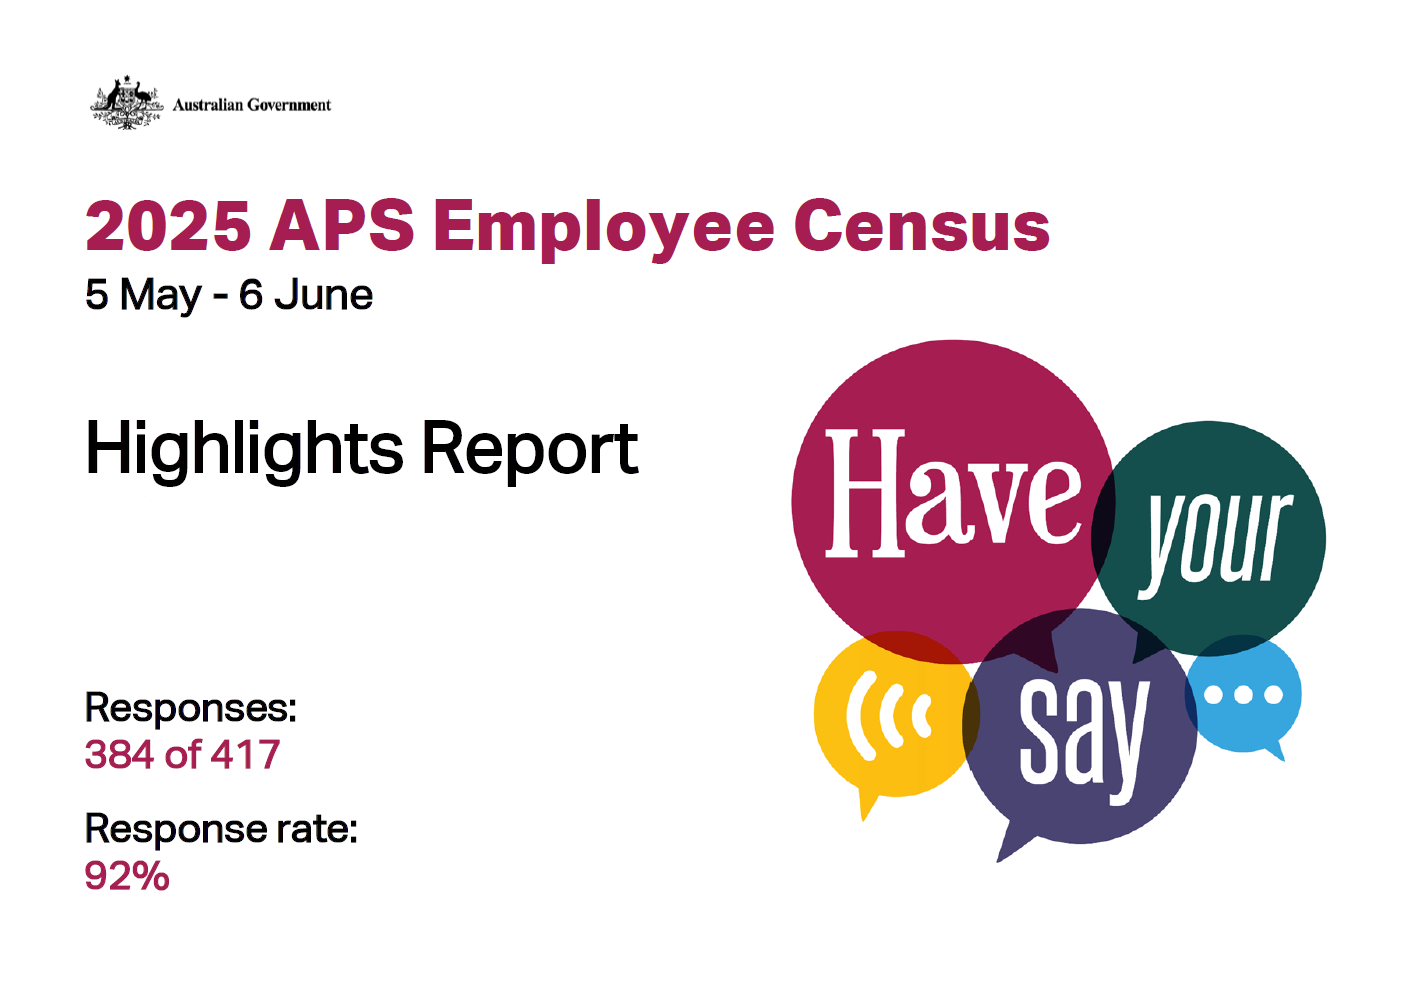 Australian Government
2025 APS Employee Census
5 May - 6 June
Highlights Report
Have
your
say
Responses:
384 of 417
Response rate:
92%